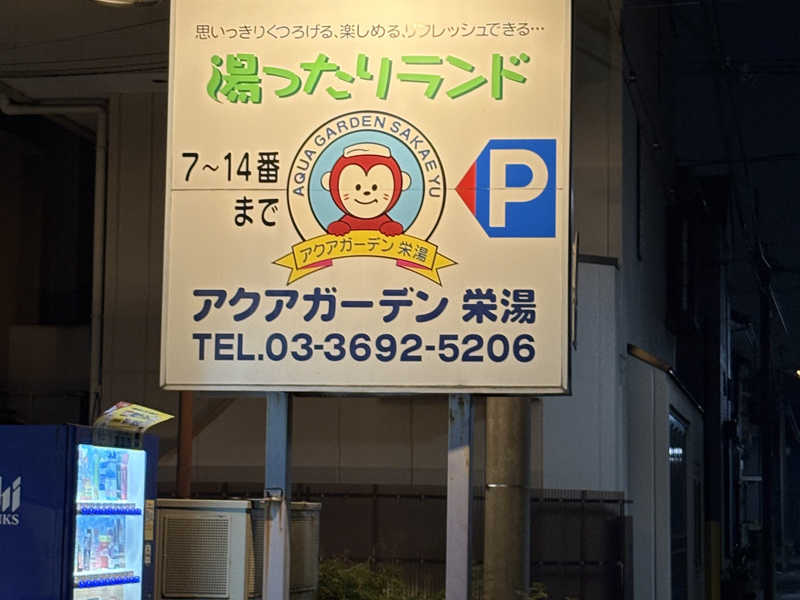 思いっきりくつろげる、楽しめる、リフレッシュできる…
湯ったりランド
7〜14番
まで
AQUA GARDEN SAKAE YU
アクアガーデン 栄湯
P
アクアガーデン 栄湯
TEL.03-3692-5206